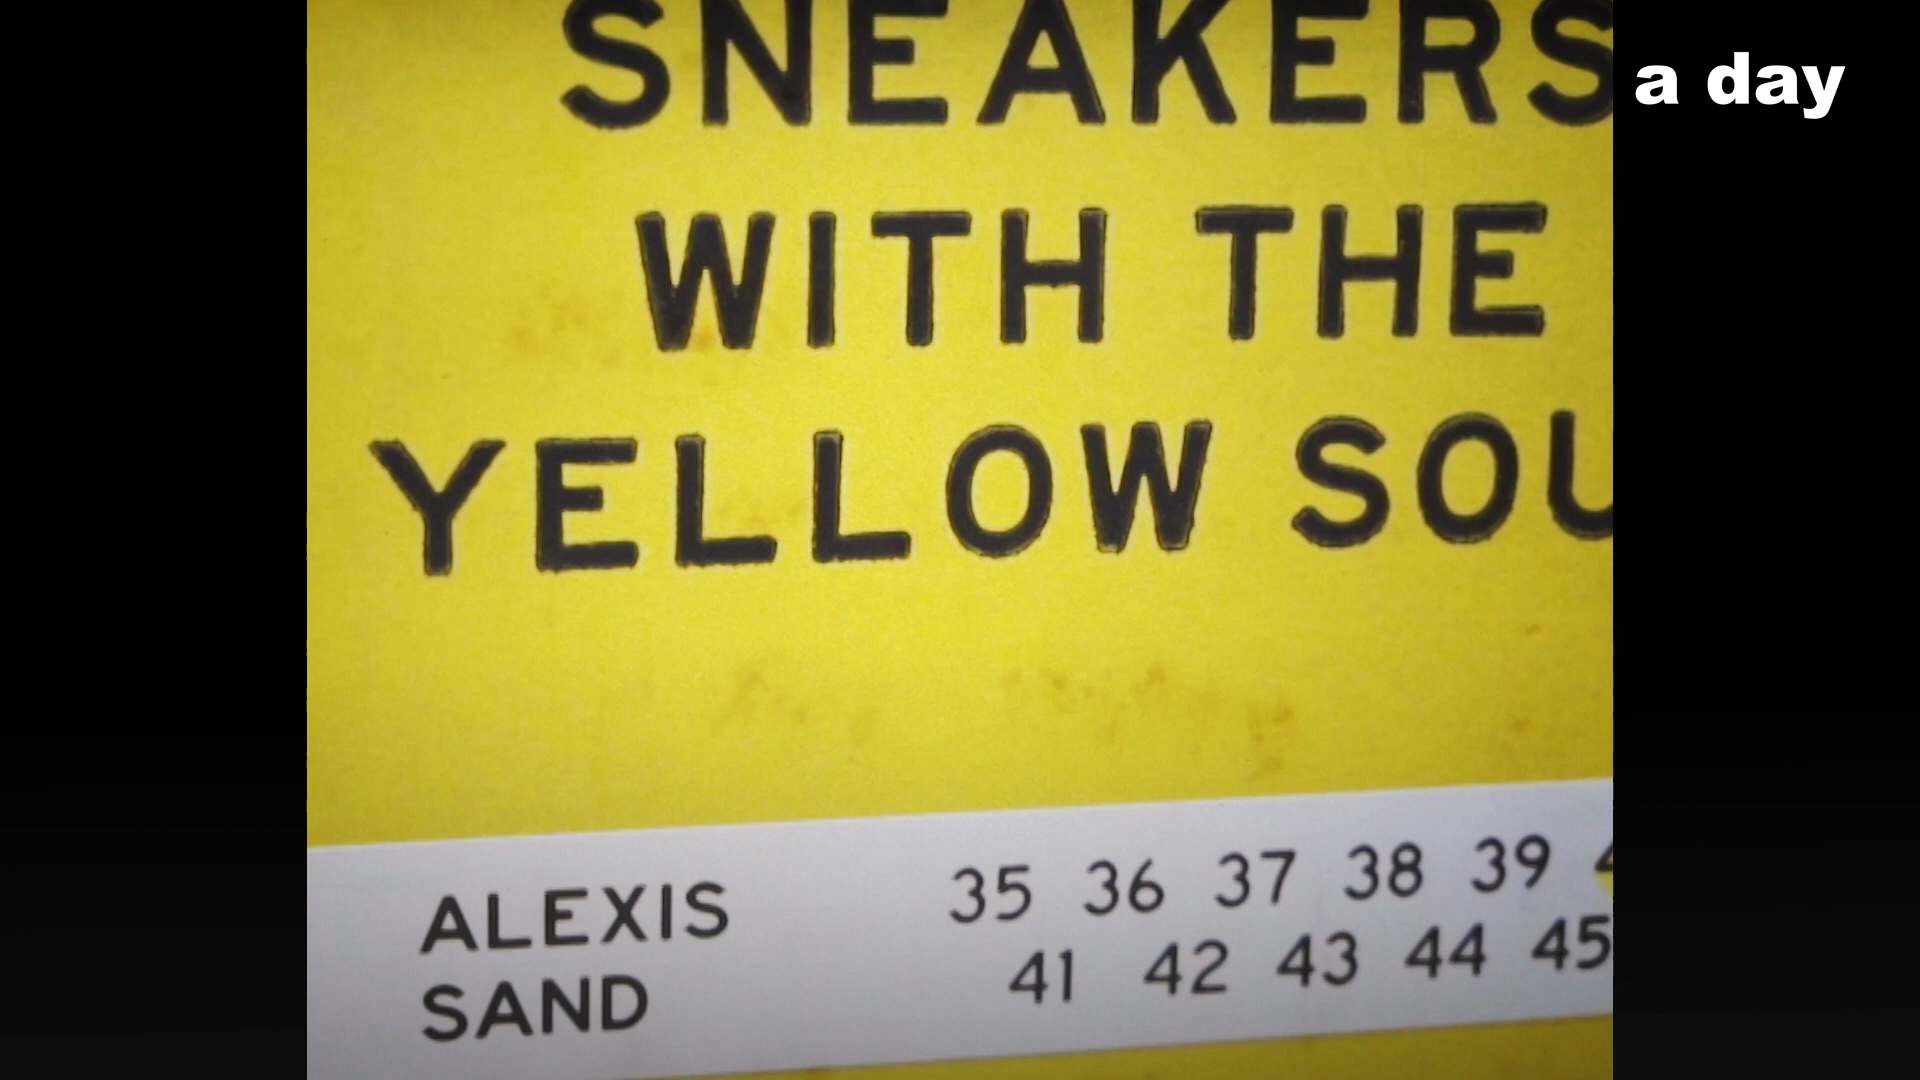 a day
SNEAKERS
WITH THE
YELLOW SOU
ALEXIS
SAND
35 36 37 38 39
41 42 43 44 45